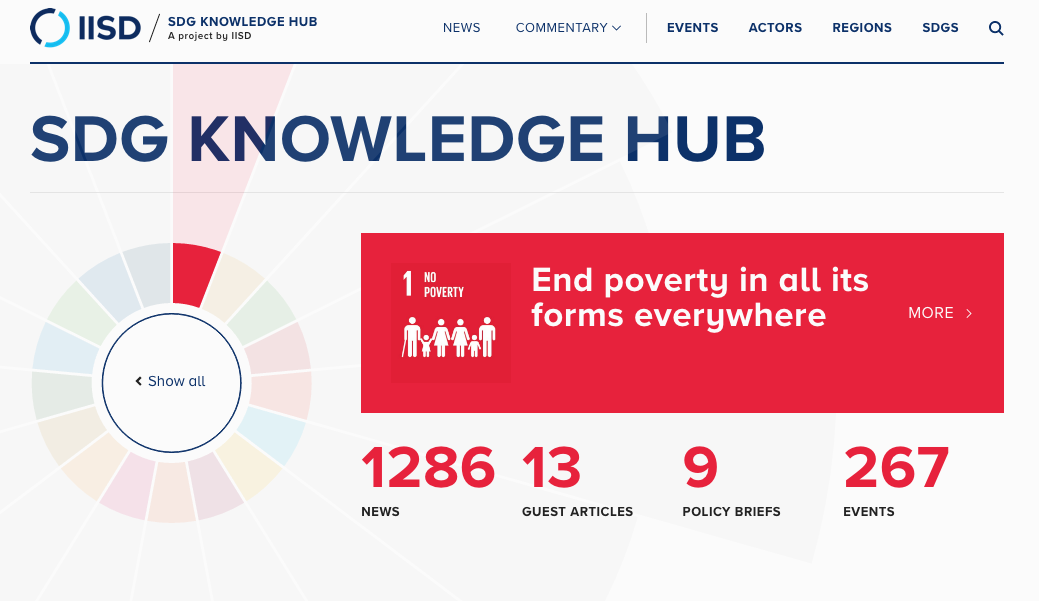 IISD
SDG KNOWLEDGE HUB
A project by IISD
NEWS
COMMENTARY
EVENTS
ACTORS
REGIONS
SDGS
SDG KNOWLEDGE HUB
Show all
1 NO
POVERTY
End poverty in all its
forms everywhere
MORE
1286
NEWS
13
GUEST ARTICLES
9
POLICY BRIEFS
267
EVENTS